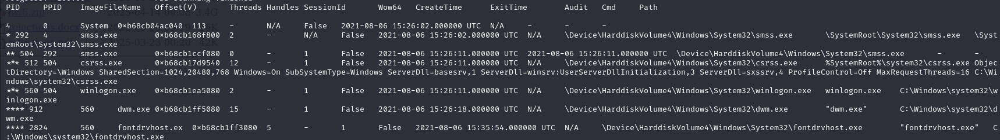 PID PPID ImageFileName Offset(V) Threads Handles SessionId Wow64 CreateTime ExitTime Audit Cmd Path
4 0 System 0×b68cb04ac040 113 - N/A False 2021-08-06 15:26:02.000000 UTC N/A - - -
* 292 4 smss.exe 0×b68cb168f800 2 - N/A False 2021-08-06 15:26:02.000000 UTC N/A \Device\HarddiskVolume4\Windows\System32\smss.exe \SystemRoot\System32\smss.exe \Syst
emRoot\System32\smss.exe
** 504 292 smss.exe 0×b68cb1ccf080 0 - 1 False 2021-08-06 15:26:11.000000 UTC 2021-08-06 15:26:11.000000 UTC \Device\HarddiskVolume4\Windows\System32\smss.exe - -
*** 512 504 csrss.exe 0×b68cb17d9540 12 - 1 False 2021-08-06 15:26:11.000000 UTC N/A \Device\HarddiskVolume4\Windows\System32\csrss.exe %SystemRoot%\system32\csrss.exe Objec
tDirectory=\Windows SharedSection=1024,20480,768 Windows=On SubSystemType=Windows ServerDll=basesrv,1 ServerDll=winsrv:UserServerDllInitialization,3 ServerDll=sxssrv,4 ProfileControl=Off MaxRequestThreads=16 C:\Wi
ndows\system32\csrss.exe
*** 560 504 winlogon.exe 0×b68cb1ea5080 2 - 1 False 2021-08-06 15:26:11.000000 UTC N/A \Device\HarddiskVolume4\Windows\System32\winlogon.exe winlogon.exe C:\Windows\system32\w
inlogon.exe
**** 912 560 dwm.exe 0×b68cb1ff5080 15 - 1 False 2021-08-06 15:26:18.000000 UTC N/A \Device\HarddiskVolume4\Windows\System32\dwm.exe "dwm.exe" C:\Windows\system32\d
wm.exe
**** 2824 560 fontdrvhost.ex 0×b68cb1ff3080 5 - 1 False 2021-08-06 15:35:54.000000 UTC N/A \Device\HarddiskVolume4\Windows\System32\fontdrvhost.exe "fontdrvhost.exe" C
:\Windows\system32\fontdrvhost.exe